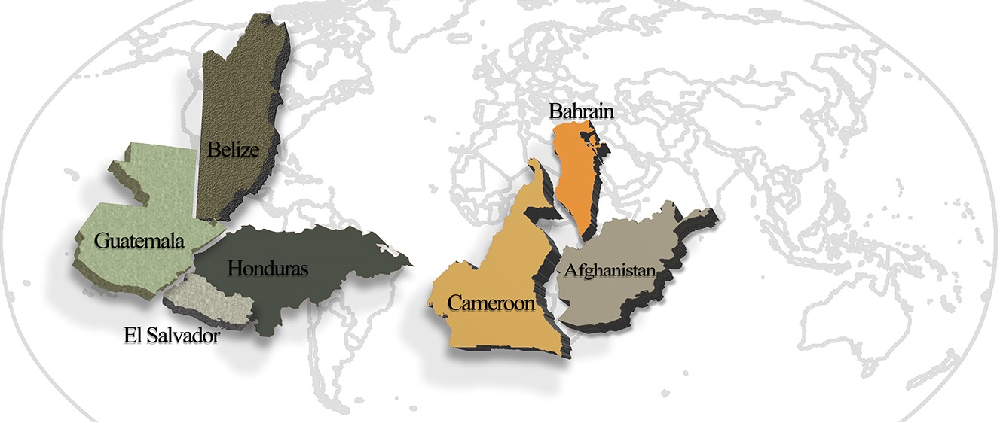 Bahrain
Belize
Guatemala
Honduras
Afghanistan
Cameroon
El Salvador